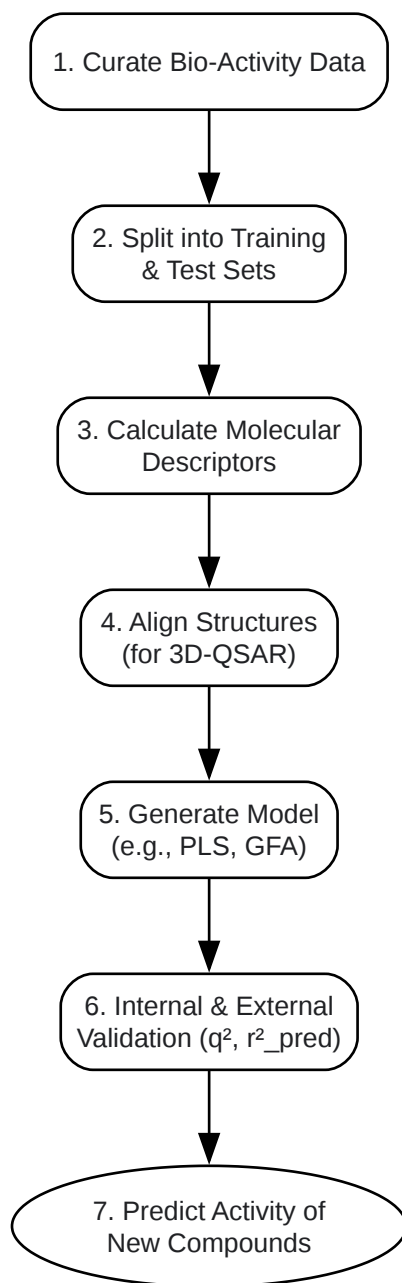 1. Curate Bio-Activity Data
2. Split into Training
& Test Sets
3. Calculate Molecular
Descriptors
4. Align Structures
(for 3D-QSAR)
5. Generate Model
(e.g., PLS, GFA)
6. Internal & External
Validation (q², r²_pred)
7. Predict Activity of
New Compounds